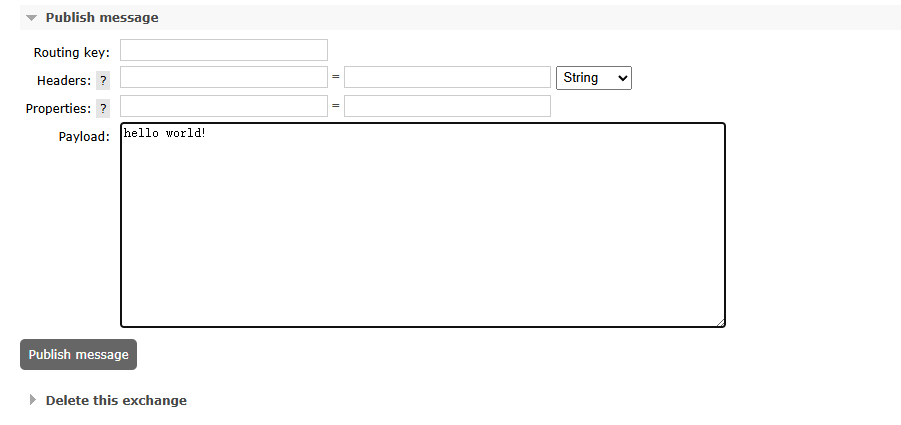 Publish message
Routing key:
Headers: ? = String
Properties: ? =
Payload: hello world!
Publish message
Delete this exchange